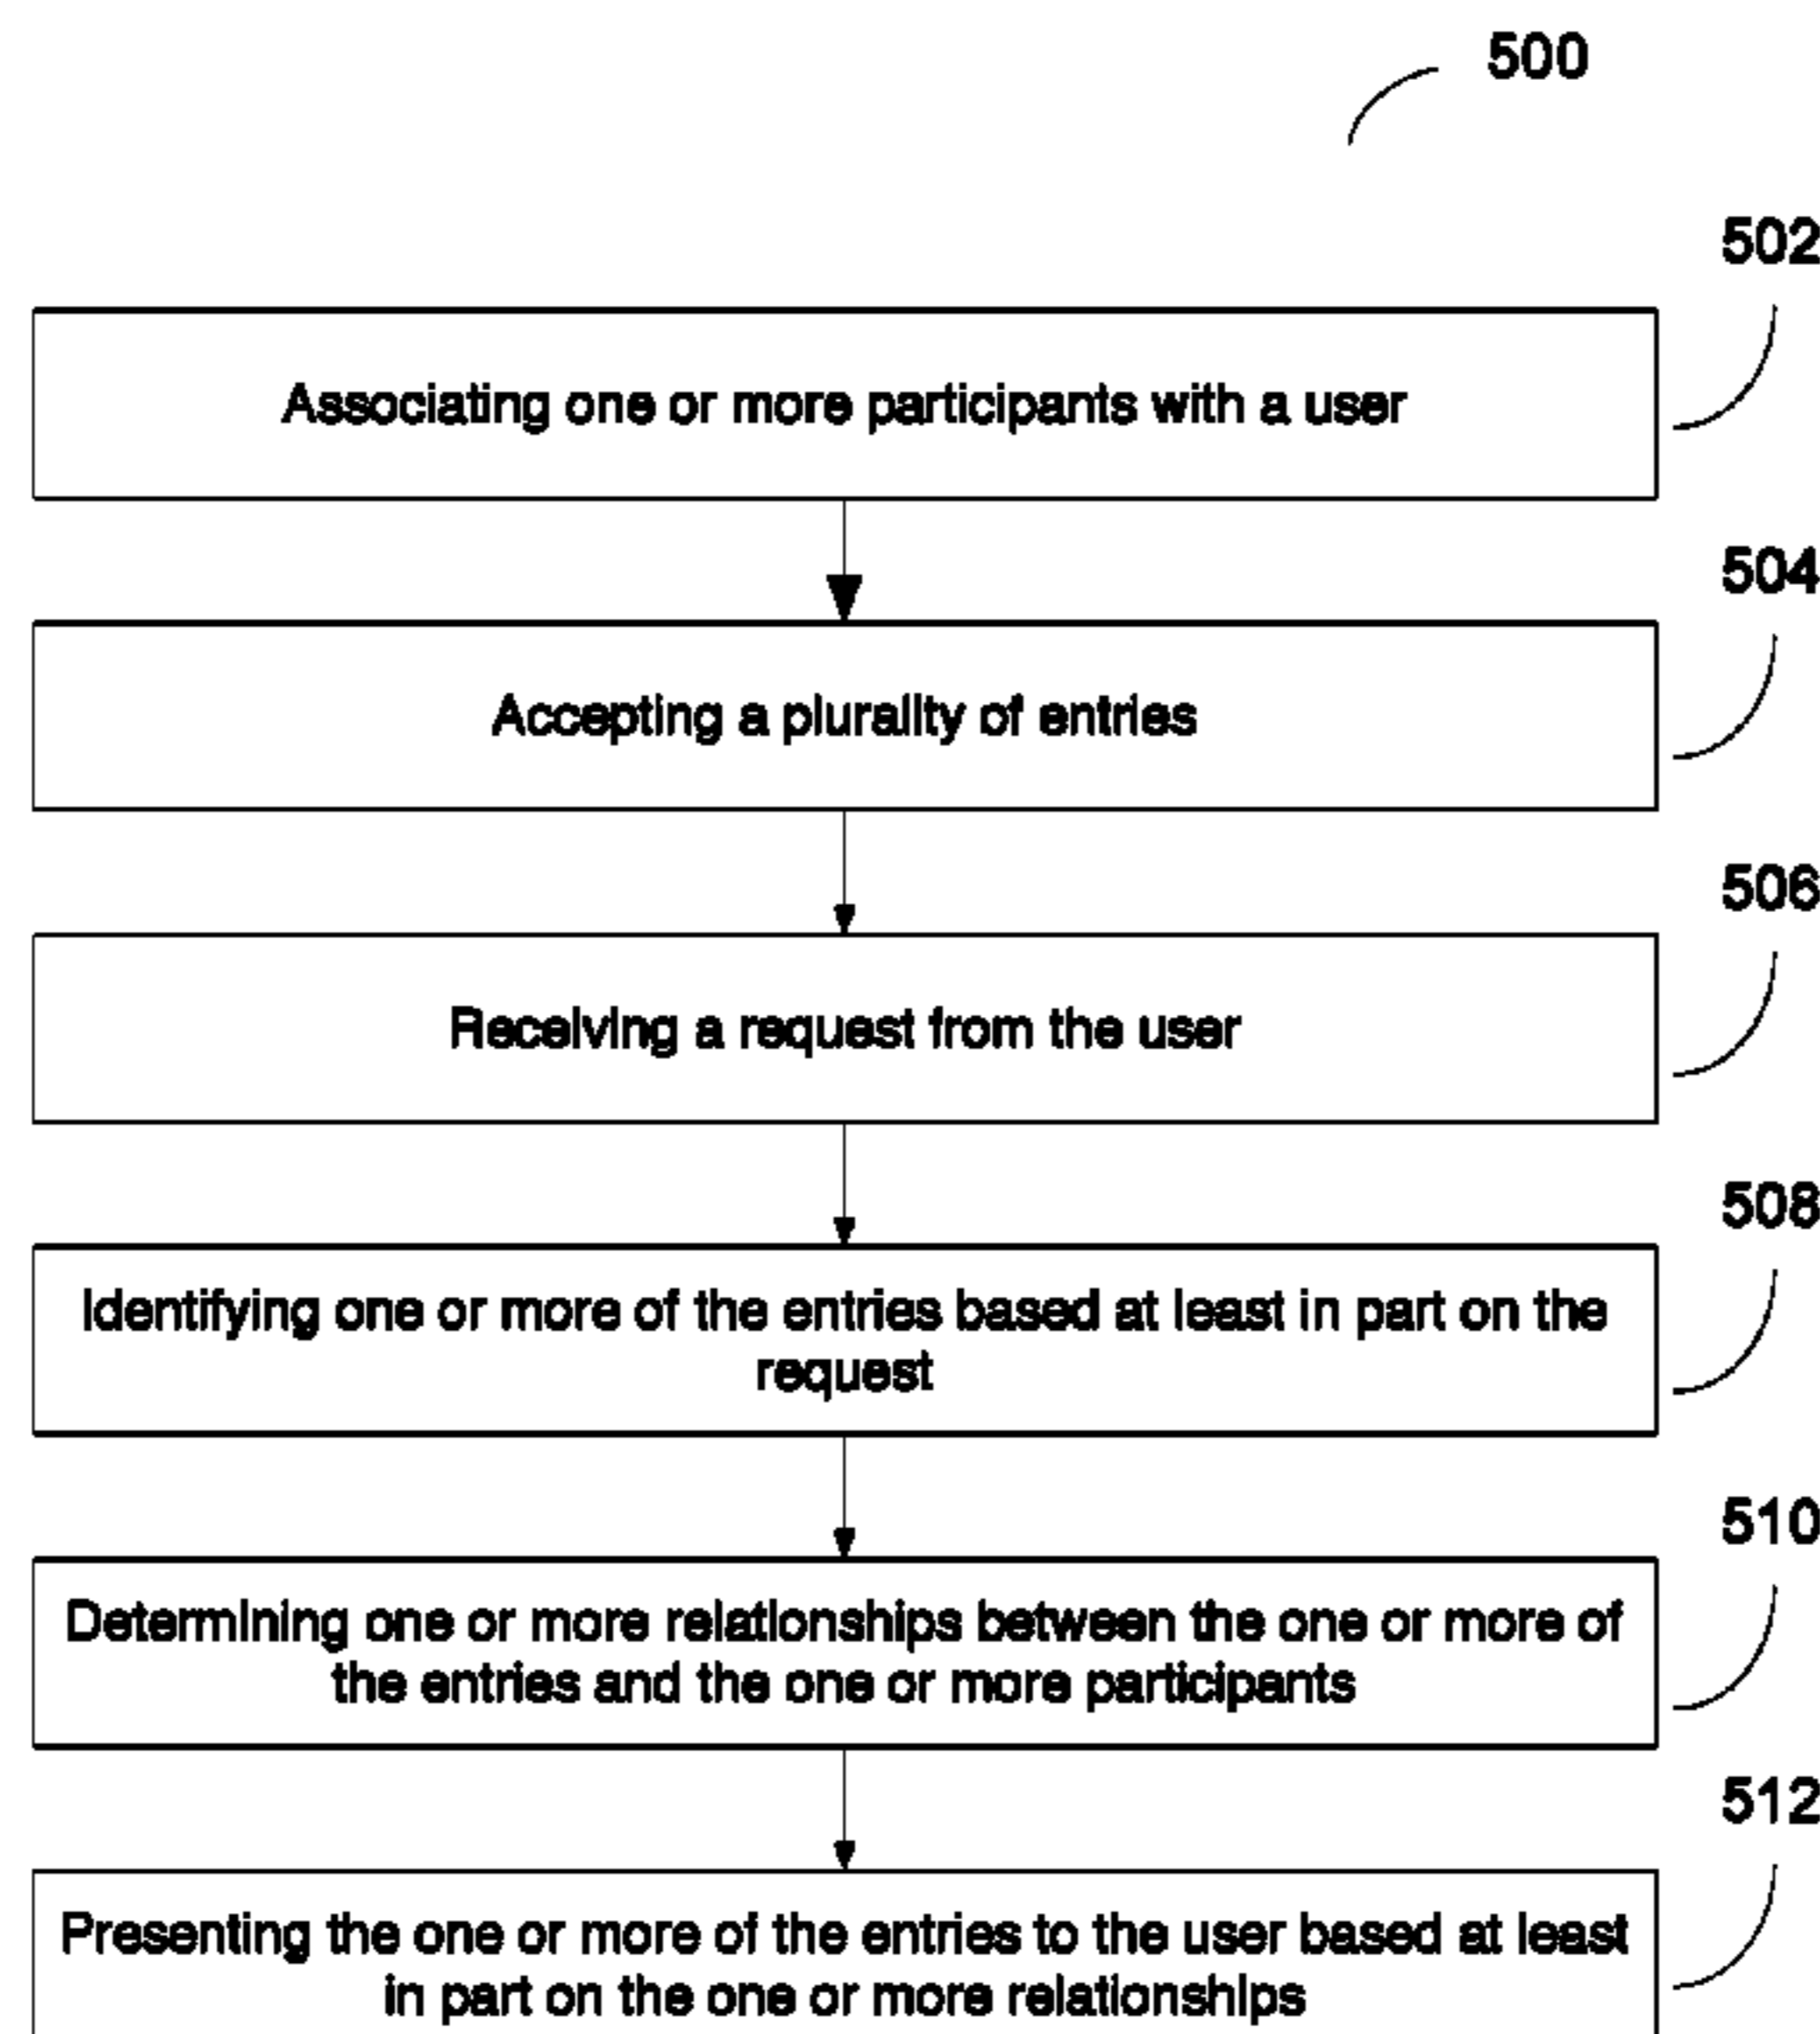 500
502
Associating one or more participants with a user
504
Accepting a plurality of entries
506
Receiving a request from the user
508
Identifying one or more of the entries based at least in part on the
request
510
Determining one or more relationships between the one or more of
the entries and the one or more participants
512
Presenting the one or more of the entries to the user based at least
in part on the one or more relationships